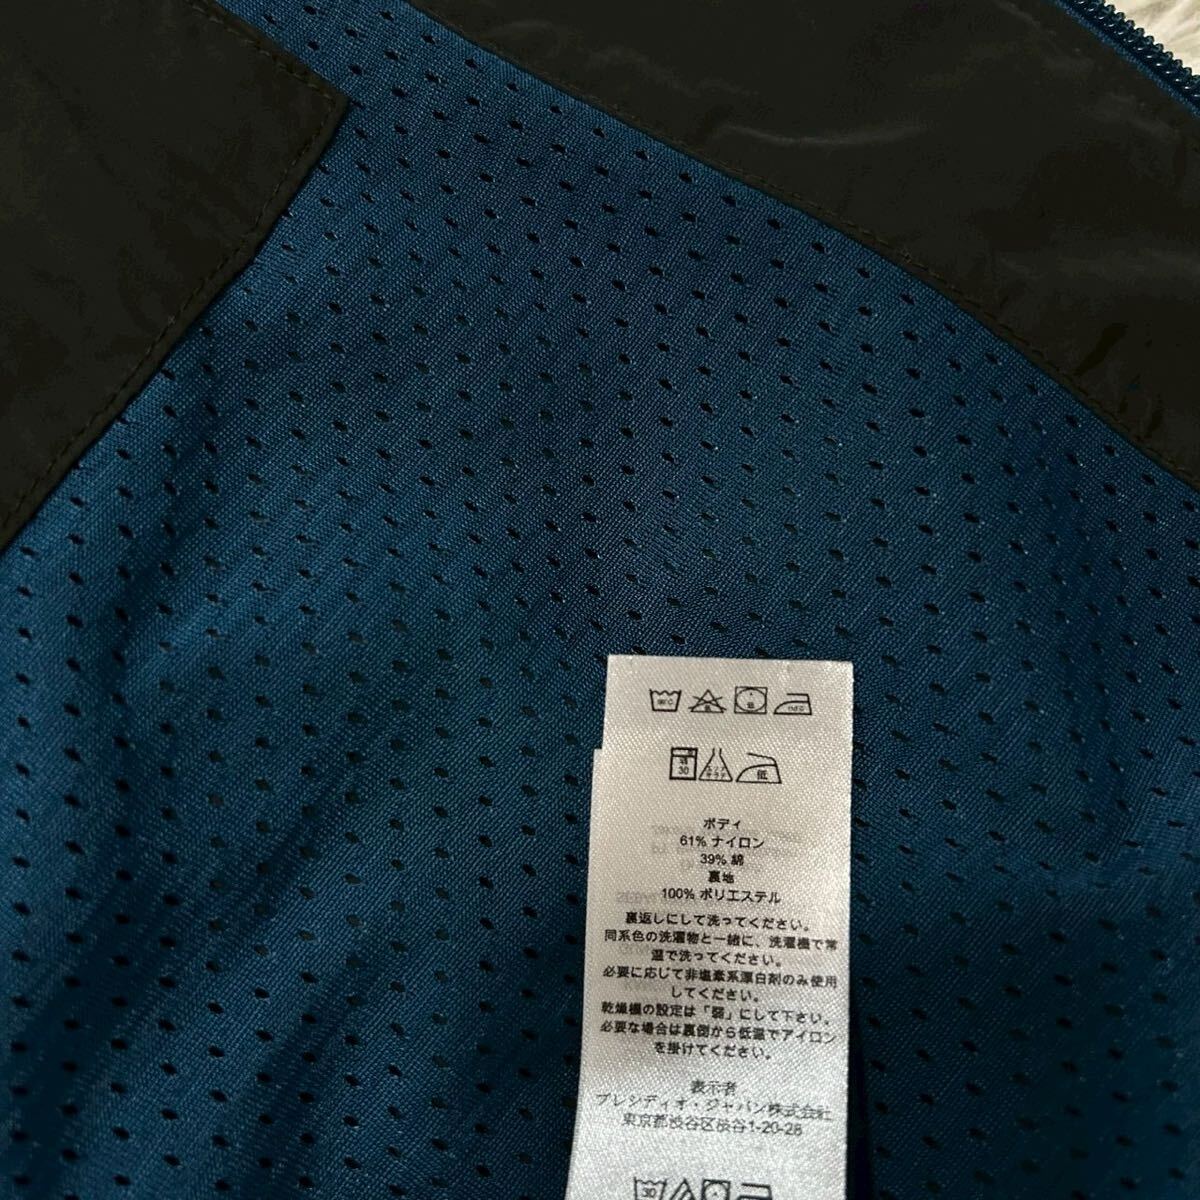 弱
30
低
ボディ
61% ナイロン
39% 綿
裏地
100% ポリエステル
裏返しにして洗ってください。
同系色の洗濯物と一緒に、洗濯機で常
温で洗ってください。
必要に応じて非塩素系漂白剤のみ使用
してください。
乾燥機の設定は「弱」にして下さい。
必要な場合は裏側から低温でアイロン
を掛けてください。
表示者
プレシディオ・ジャパン株式会社
東京都渋谷区渋谷1-20-28
30